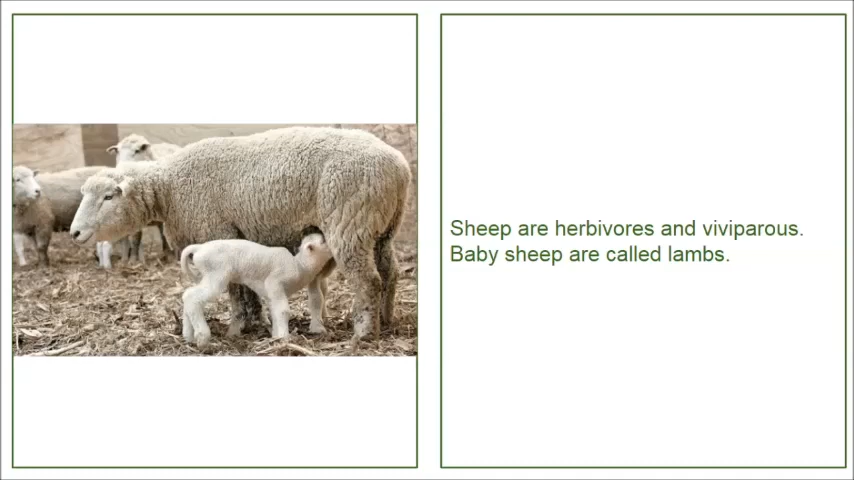 Sheep are herbivores and viviparous.
Baby sheep are called lambs.